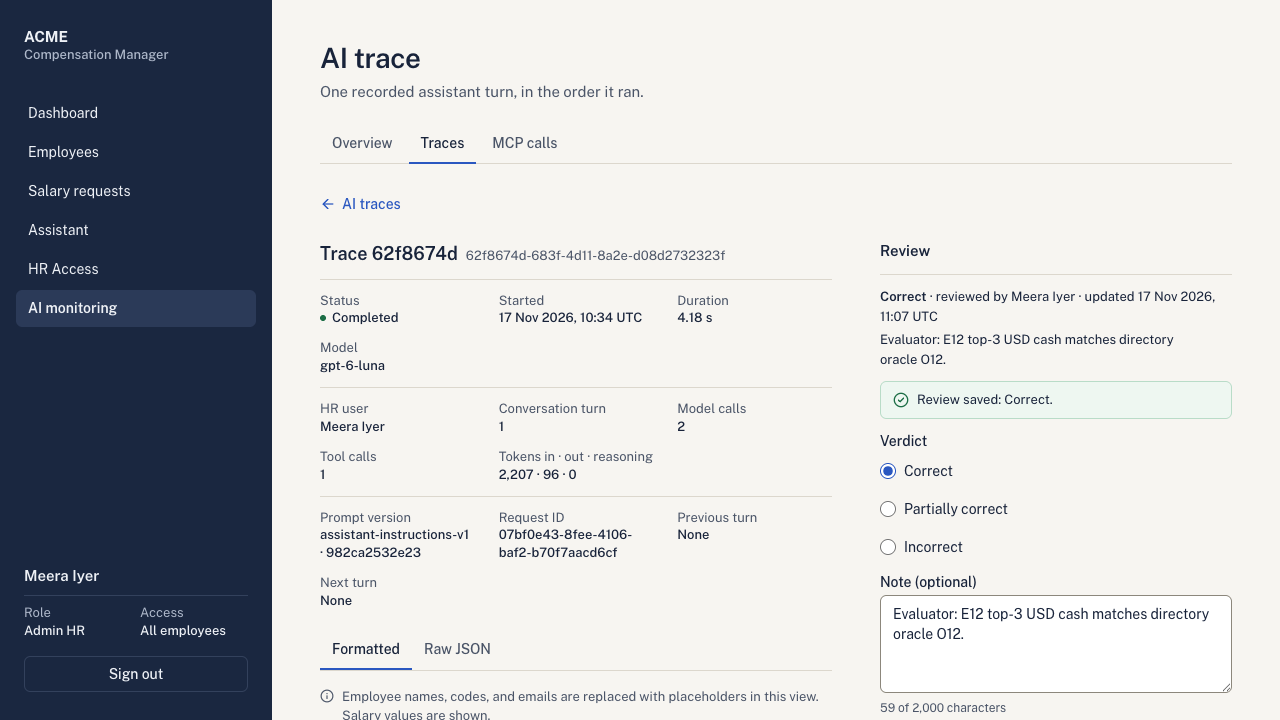 ACME
Compensation Manager
Dashboard
Employees
Salary requests
Assistant
HR Access
AI monitoring
Meera Iyer
Role
Access
Admin HR
All employees
Sign out
AI trace
One recorded assistant turn, in the order it ran.
Overview
Traces
MCP calls
← AI traces
Trace 62f8674d 62f8674d-683f-4d11-8a2e-d08d2732323f
Status
Started
Duration
Completed
17 Nov 2026, 10:34 UTC
4.18 s
Model
gpt-6-luna
HR user
Conversation turn
Model calls
Meera Iyer
1
2
Tool calls
Tokens in · out · reasoning
1
2,207 · 96 · 0
Prompt version
Request ID
Previous turn
assistant-instructions-v1
· 982ca2532e23
07bf0e43-8fee-4106-
baf2-b70f7aacd6cf
None
Next turn
None
Formatted
Raw JSON
Employee names, codes, and emails are replaced with placeholders in this view.
Salary values are shown.
Review
Correct · reviewed by Meera Iyer · updated 17 Nov 2026,
11:07 UTC
Evaluator: E12 top-3 USD cash matches directory
oracle O12.
Review saved: Correct.
Verdict
Correct
Partially correct
Incorrect
Note (optional)
Evaluator: E12 top-3 USD cash matches directory
oracle O12.
59 of 2,000 characters